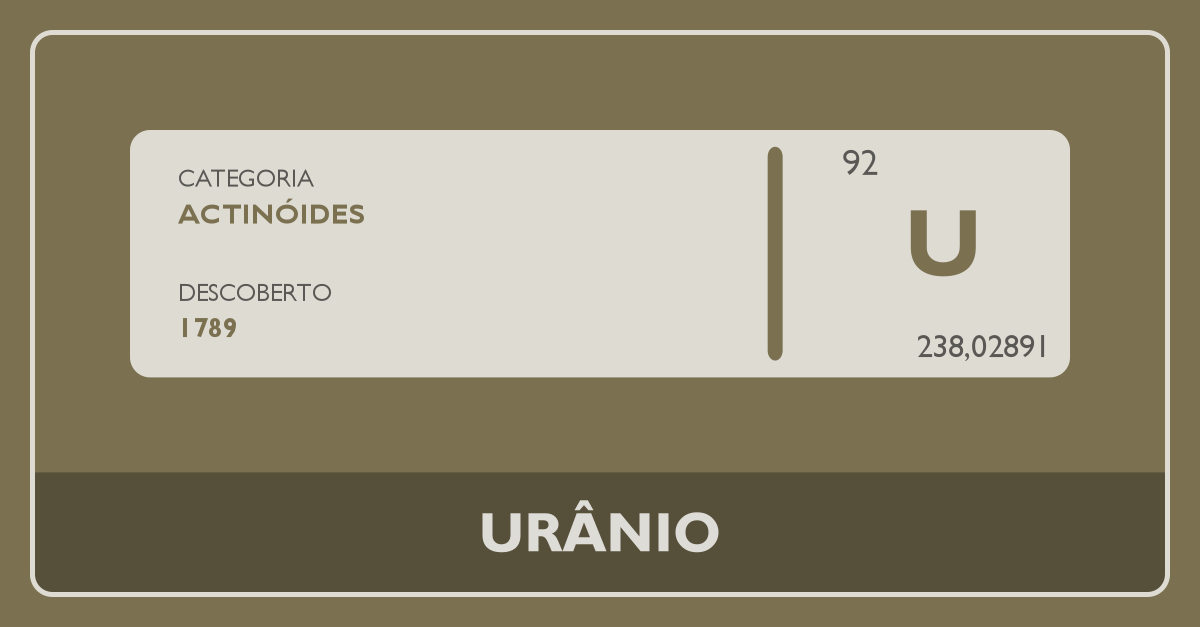 CATEGORIA
ACTINÓIDES
DESCOBERTO
1789
92
U
238,02891
URÂNIO